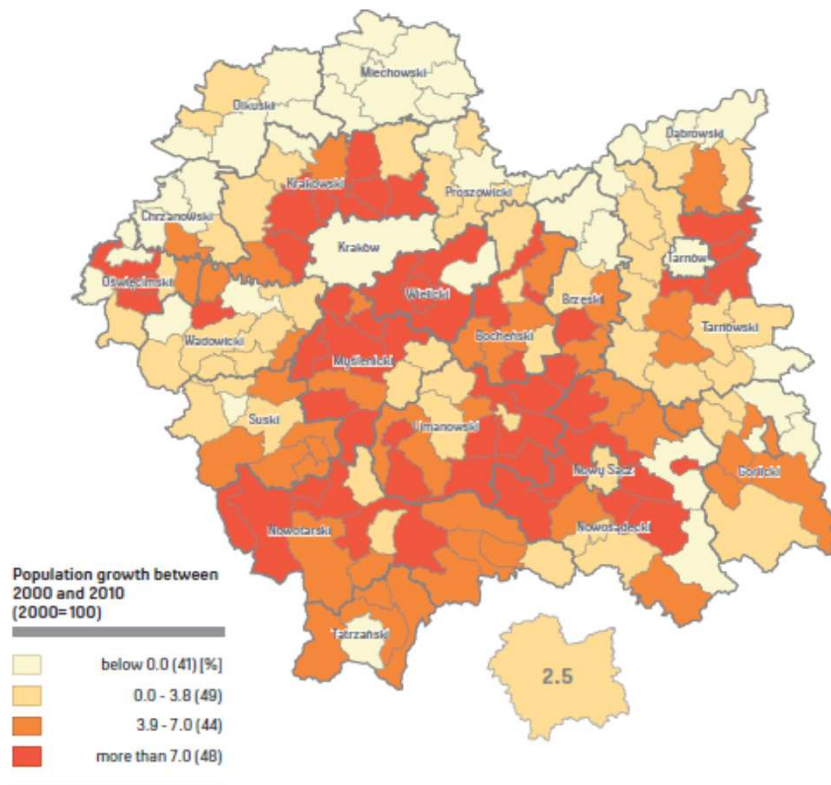 Miechowski
Olkuski
Dąbrowski
Krakowski
Proszowicki
Chrzanowski
Kraków
Tarnów
Oświęcimski
Wielicki
Brzeski
Tarnowski
Bocheński
Wadowicki
Myślenicki
Suski
Limanowski
Nowy Sącz
Gorlicki
Nowotarski
Nowosądecki
Tatrzański
Population growth between
2000 and 2010
(2000=100)
below 0.0 (41) [%]
0.0 - 3.8 (49)
3.9 - 7.0 (44)
more than 7.0 (48)
2.5